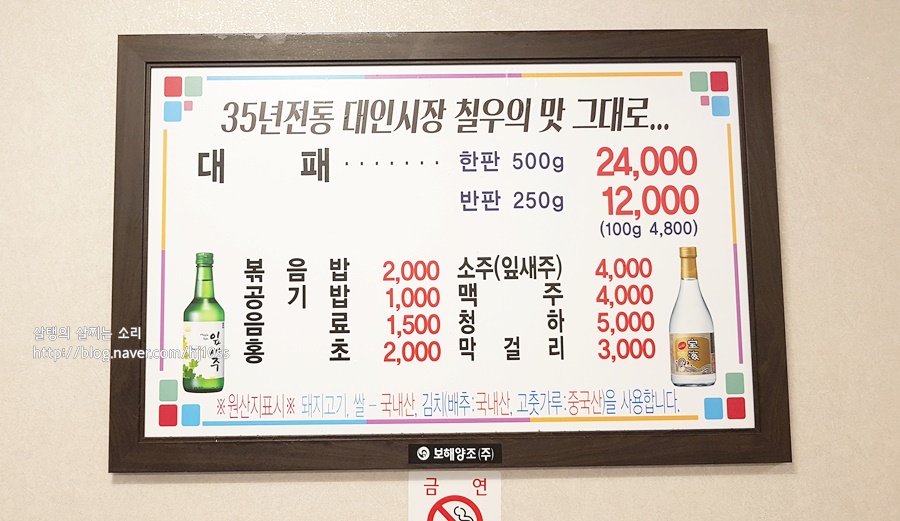 35년전통 대인시장 칠우의 맛 그대로...
대 패 ······· 한판 500g 24,000
반판 250g 12,000
(100g 4,800)
볶 음 밥 2,000 소주(잎새주) 4,000
공 기 밥 1,000 맥 주 4,000
음 료 1,500 청 하 5,000
홍 초 2,000 막 걸 리 3,000
잎새주
※원산지표시※ 돼지고기, 쌀 – 국내산, 김치(배추:국내산, 고춧가루:중국산)을 사용합니다.
보해양조(주)
금 연
살탱의 살찌는 소리